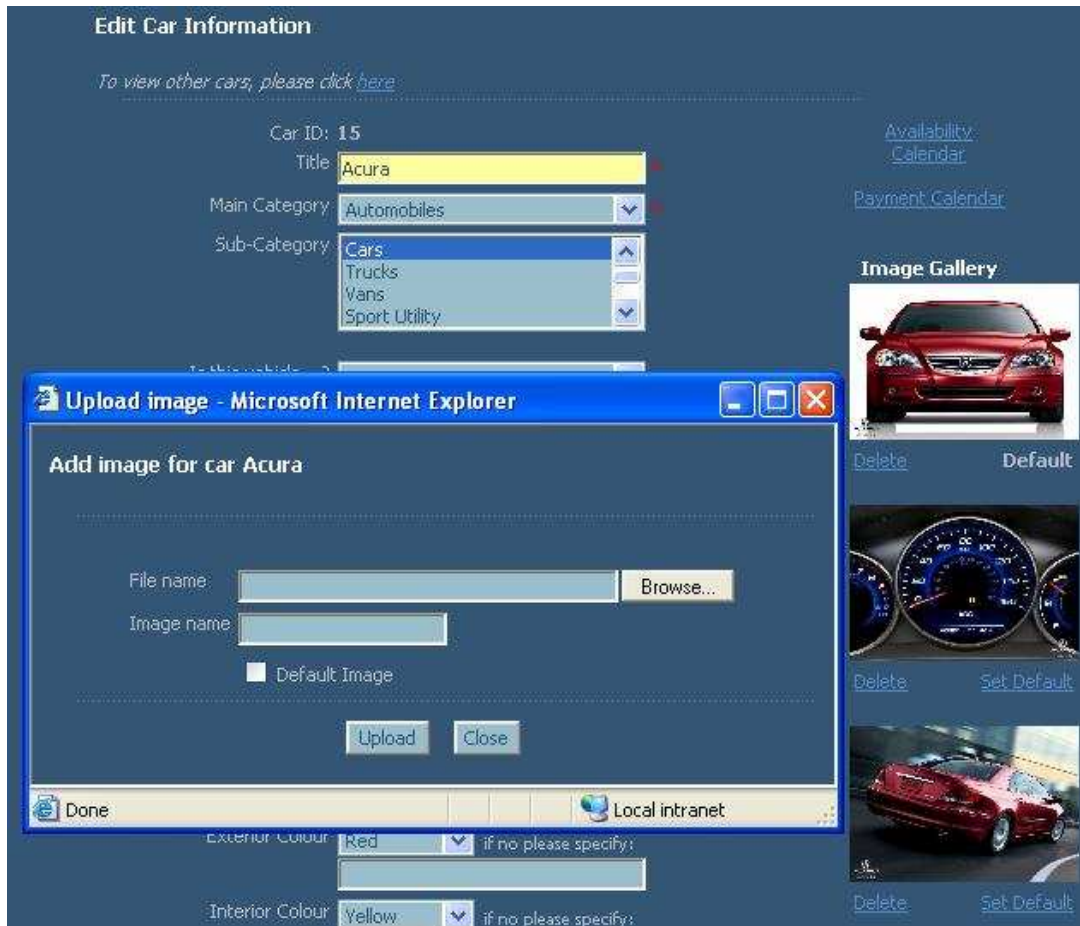 Edit Car Information
To view other cars, please click here
Car ID: 15
Title Acura *
Main Category Automobiles *
Sub-Category Cars
Trucks
Vans
Sport Utility
Availability
Calendar
Payment Calendar
Image Gallery
Delete Default
Delete Set Default
Delete Set Default
Upload image - Microsoft Internet Explorer
Add image for car Acura
File name Browse...
Image name
Default Image
Upload Close
Done Local intranet
Exterior Colour Red if no please specify:
Interior Colour Yellow if no please specify: